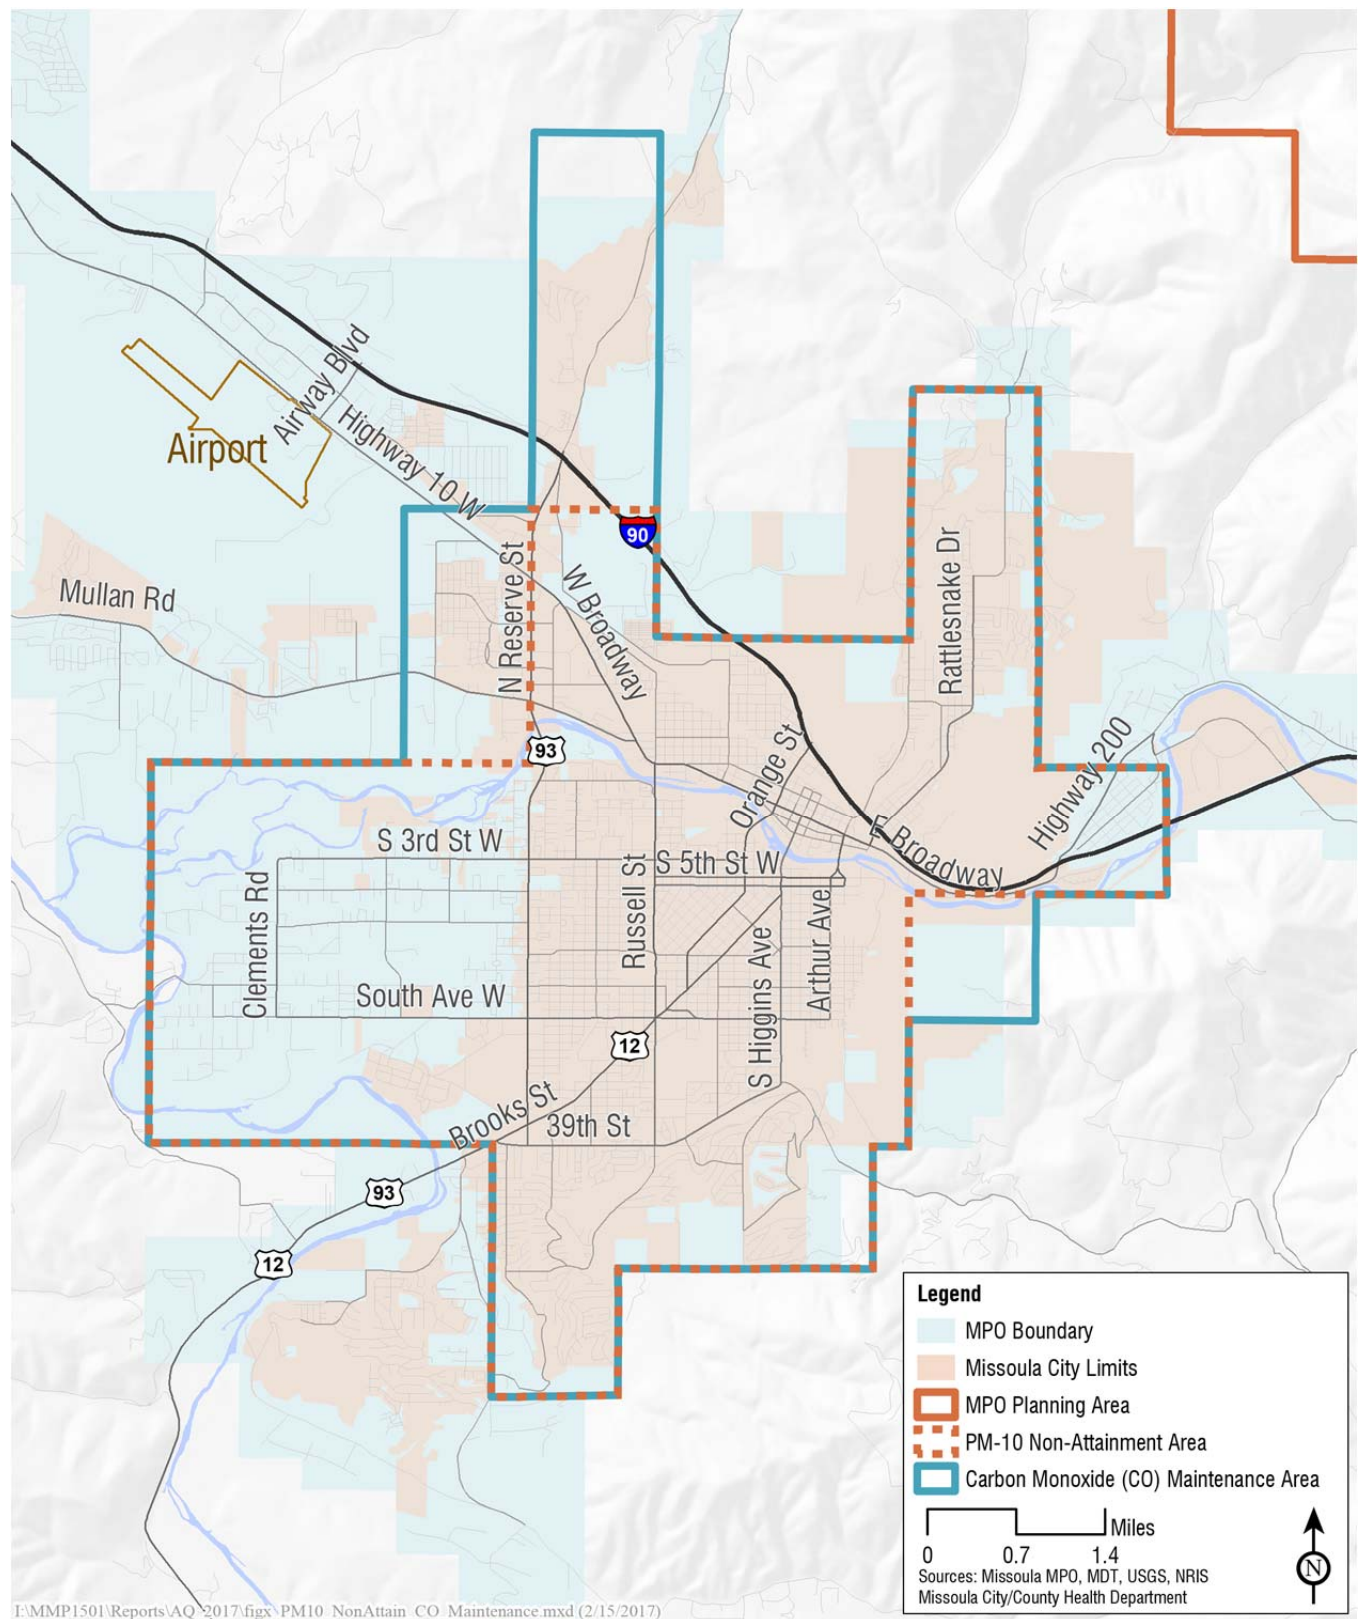 Airway Blvd
Airport
Highway 10 W
90
Mullan Rd
N Reserve St
W Broadway
Rattlesnake Dr
93
Orange St
Highway 200
E Broadway
S 3rd St W
S 5th St W
Clements Rd
Russell St
Arthur Ave
S Higgins Ave
South Ave W
12
Brooks St
39th St
93
12
Legend
MPO Boundary
Missoula City Limits
MPO Planning Area
PM-10 Non-Attainment Area
Carbon Monoxide (CO) Maintenance Area
Miles
0 0.7 1.4
Sources: Missoula MPO, MDT, USGS, NRIS
Missoula City/County Health Department
N
I:\MMP1501\Reports\AQ_2017\figx_PM10_NonAttain_CO_Maintenance.mxd (2/15/2017)